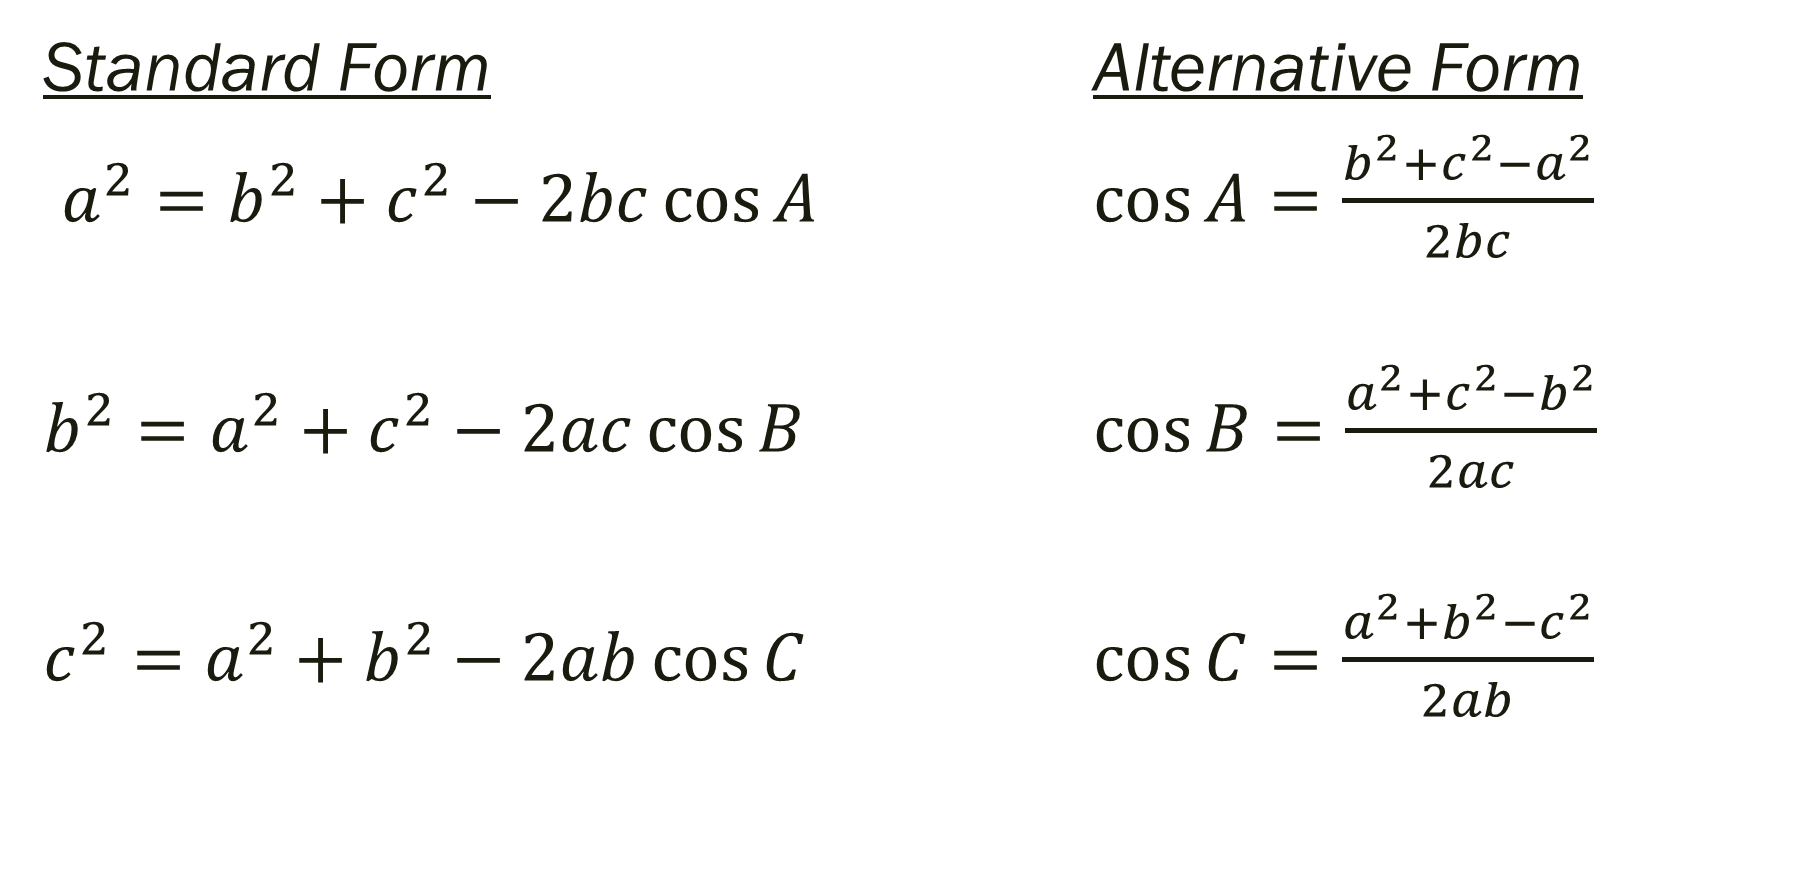 Standard Form
Alternative Form
a² = b² + c² − 2bc cos A
cos A = (b²+c²−a²)/(2bc)
b² = a² + c² − 2ac cos B
cos B = (a²+c²−b²)/(2ac)
c² = a² + b² − 2ab cos C
cos C = (a²+b²−c²)/(2ab)